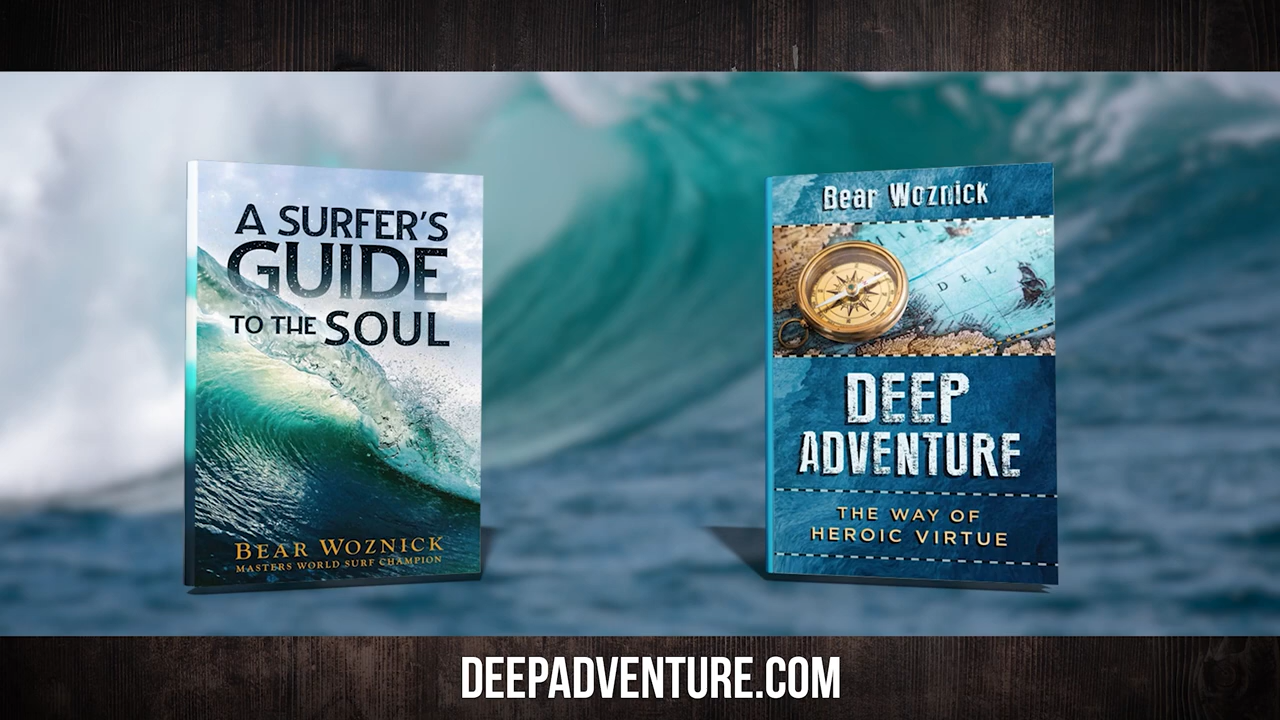 A SURFER'S
GUIDE
TO THE SOUL
BEAR WOZNICK
MASTERS WORLD SURF CHAMPION
Bear Woznick
DEL
DEEP
ADVENTURE
THE WAY OF
HEROIC VIRTUE
DEEPADVENTURE.COM